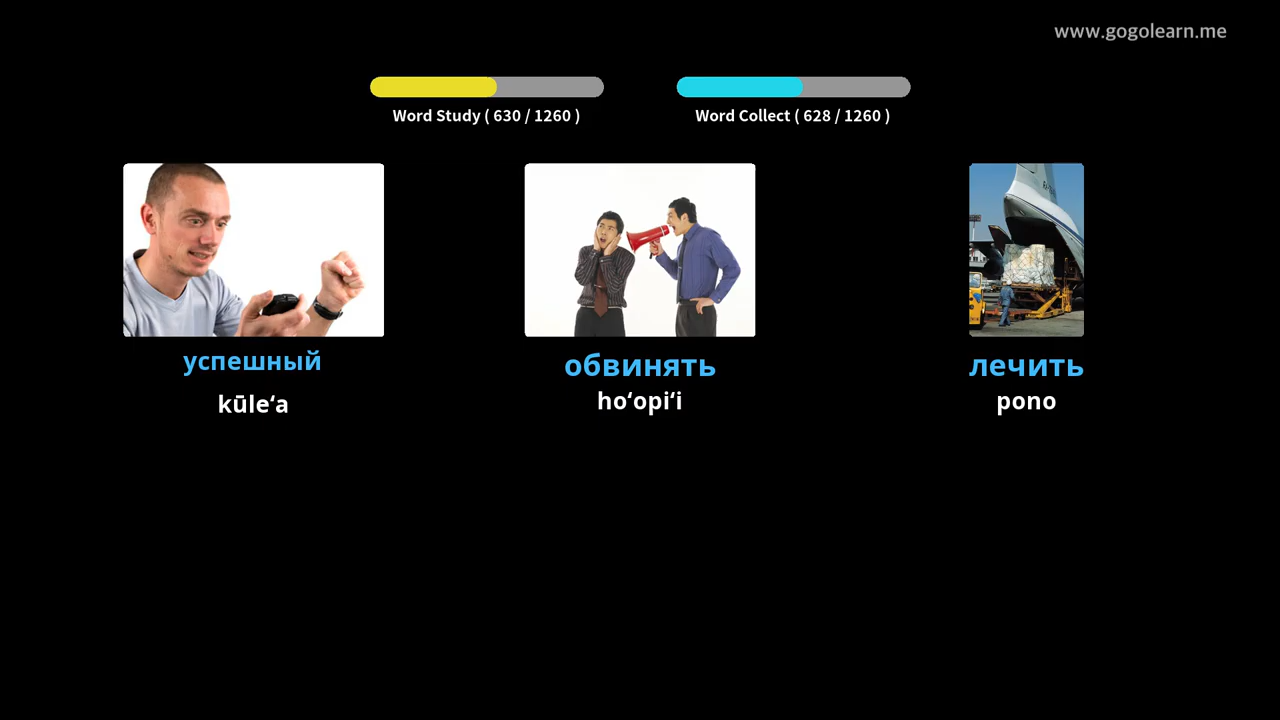 www.gogolearn.me
Word Study ( 630 / 1260 )
Word Collect ( 628 / 1260 )
успешный
kūleʻa
обвинять
hoʻopiʻi
лечить
pono